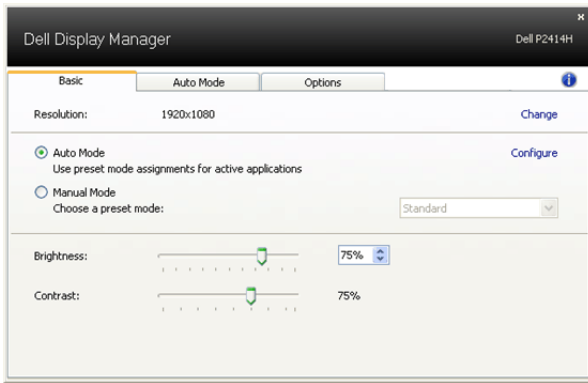 Dell Display Manager
Dell P2414H
Basic
Auto Mode
Options
Resolution:
1920x1080
Change
Auto Mode
Configure
Use preset mode assignments for active applications
Manual Mode
Choose a preset mode:
Standard
Brightness:
75%
Contrast:
75%